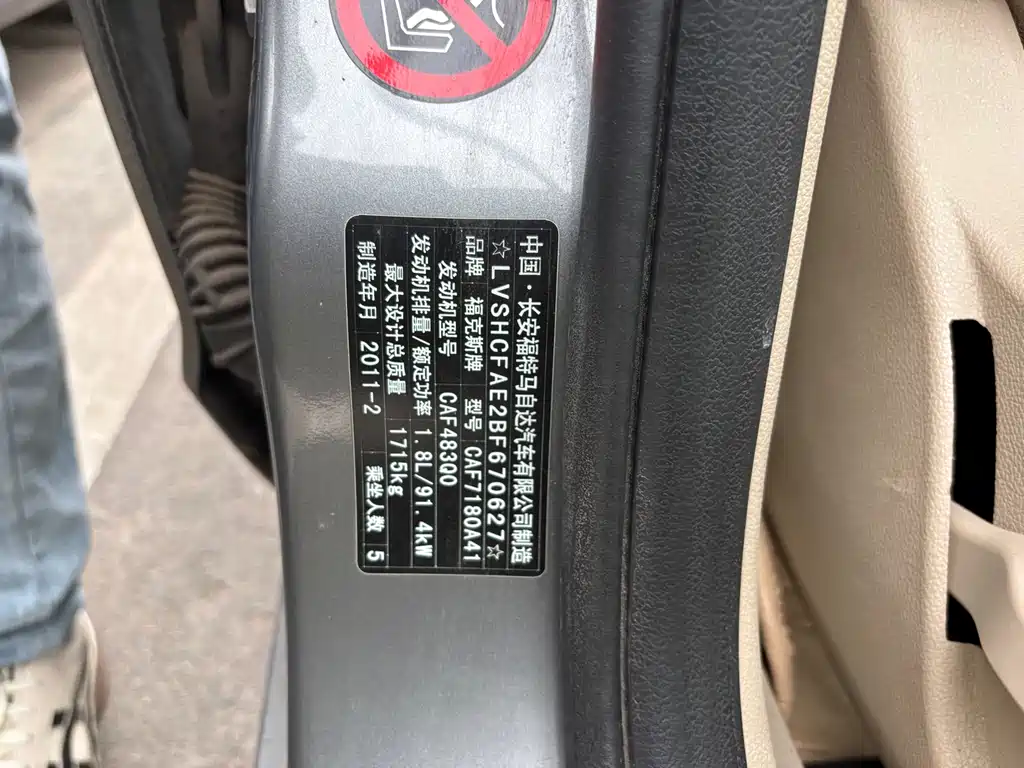 中国·长安福特马自达汽车有限公司制造
☆LVSHCFAE2BF670627☆
品牌 福克斯牌 型号 CAF7180A41
发动机型号 CAF483Q0
发动机排量/额定功率 1.8L/91.4kW
最大设计总质量 1715kg
制造年月 2011-2 乘坐人数 5